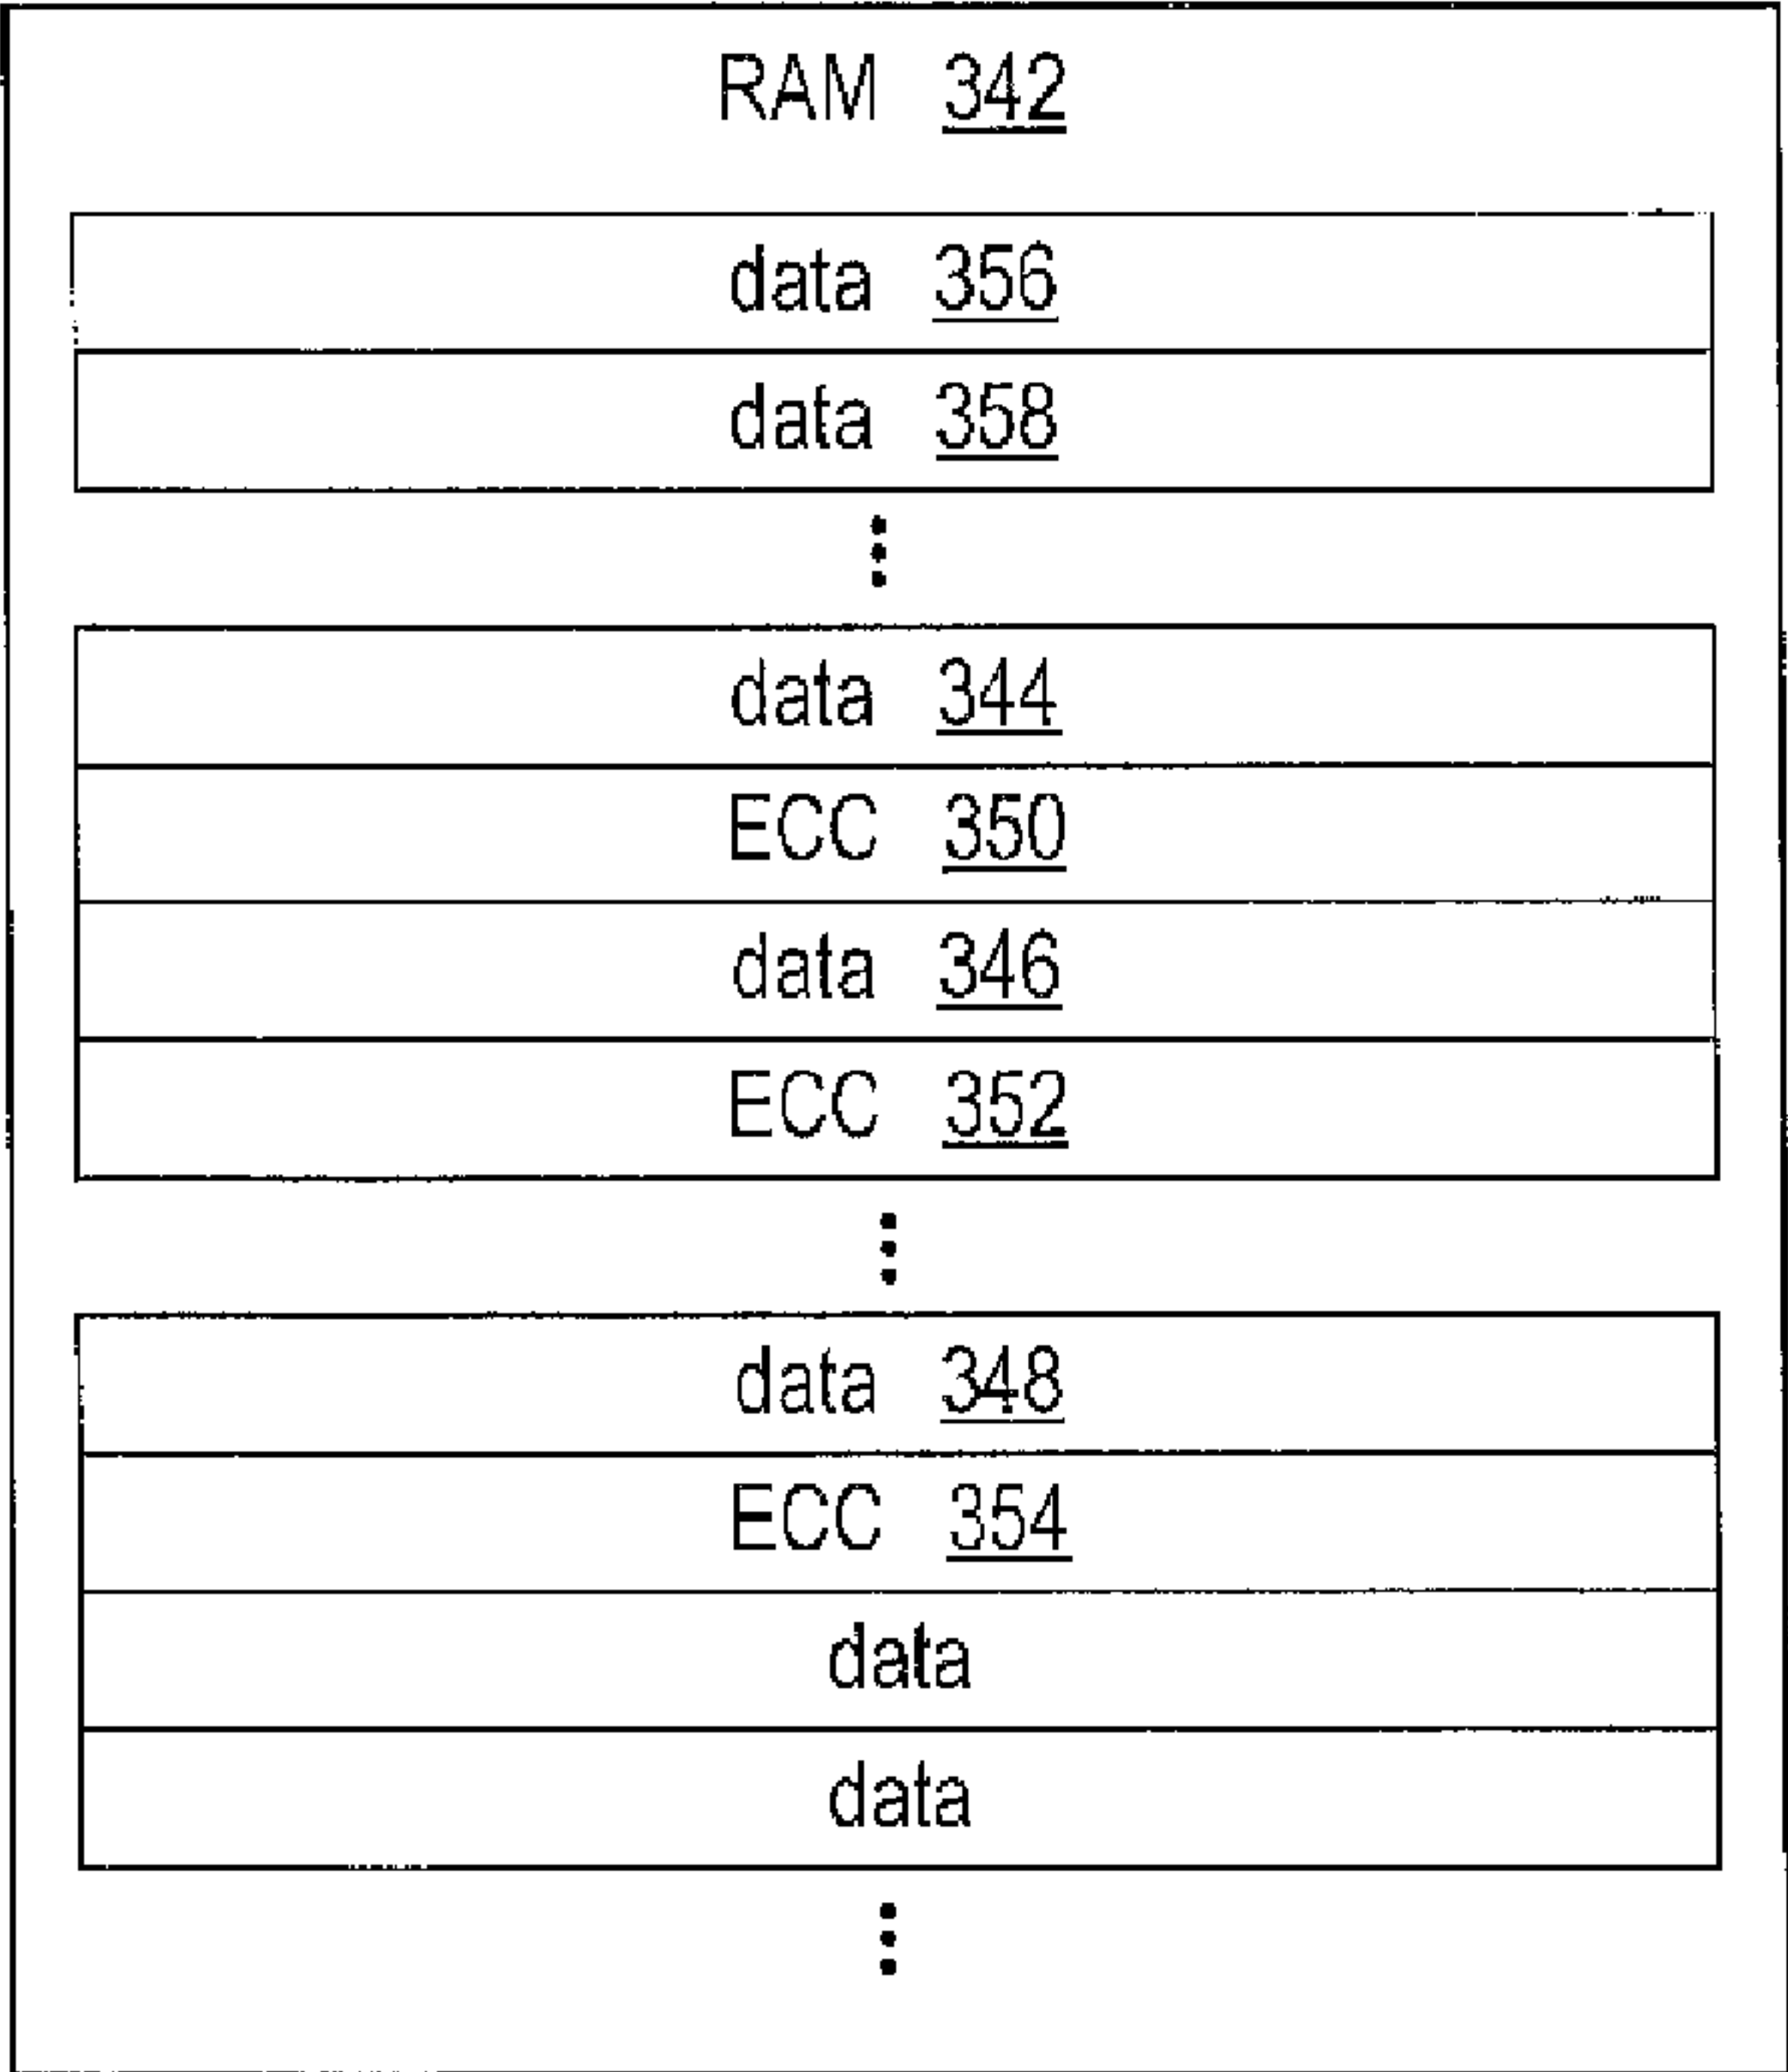 RAM 342
data 356
data 358
data 344
ECC 350
data 346
ECC 352
data 348
ECC 354
data
data